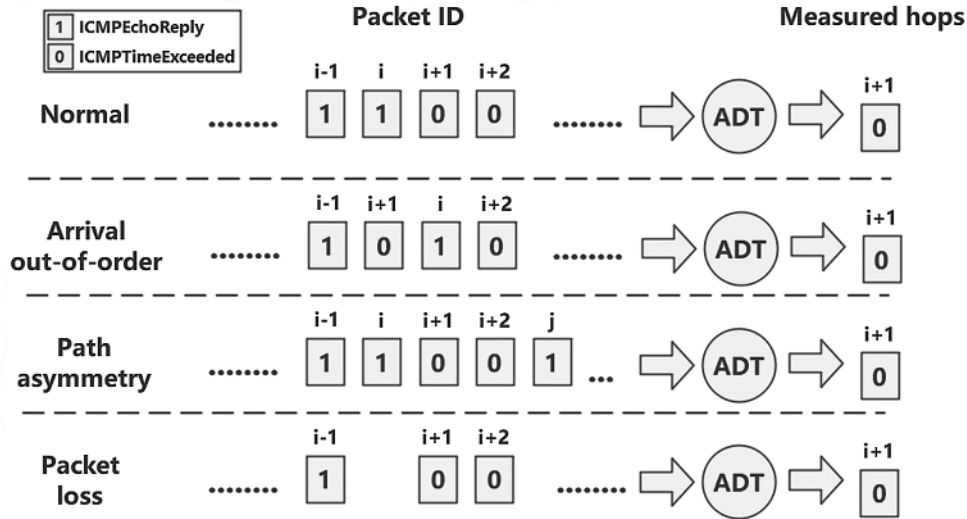 Packet ID Measured hops
1 ICMPEchoReply
0 ICMPTimeExceeded
i-1 i i+1 i+2 i+1
Normal ........ 1 1 0 0 ........ ADT 0
i-1 i+1 i i+2 i+1
Arrival
out-of-order ........ 1 0 1 0 ........ ADT 0
i-1 i i+1 i+2 j i+1
Path
asymmetry ........ 1 1 0 0 1 ... ADT 0
i-1 i+1 i+2 i+1
Packet
loss ........ 1 0 0 ........ ADT 0